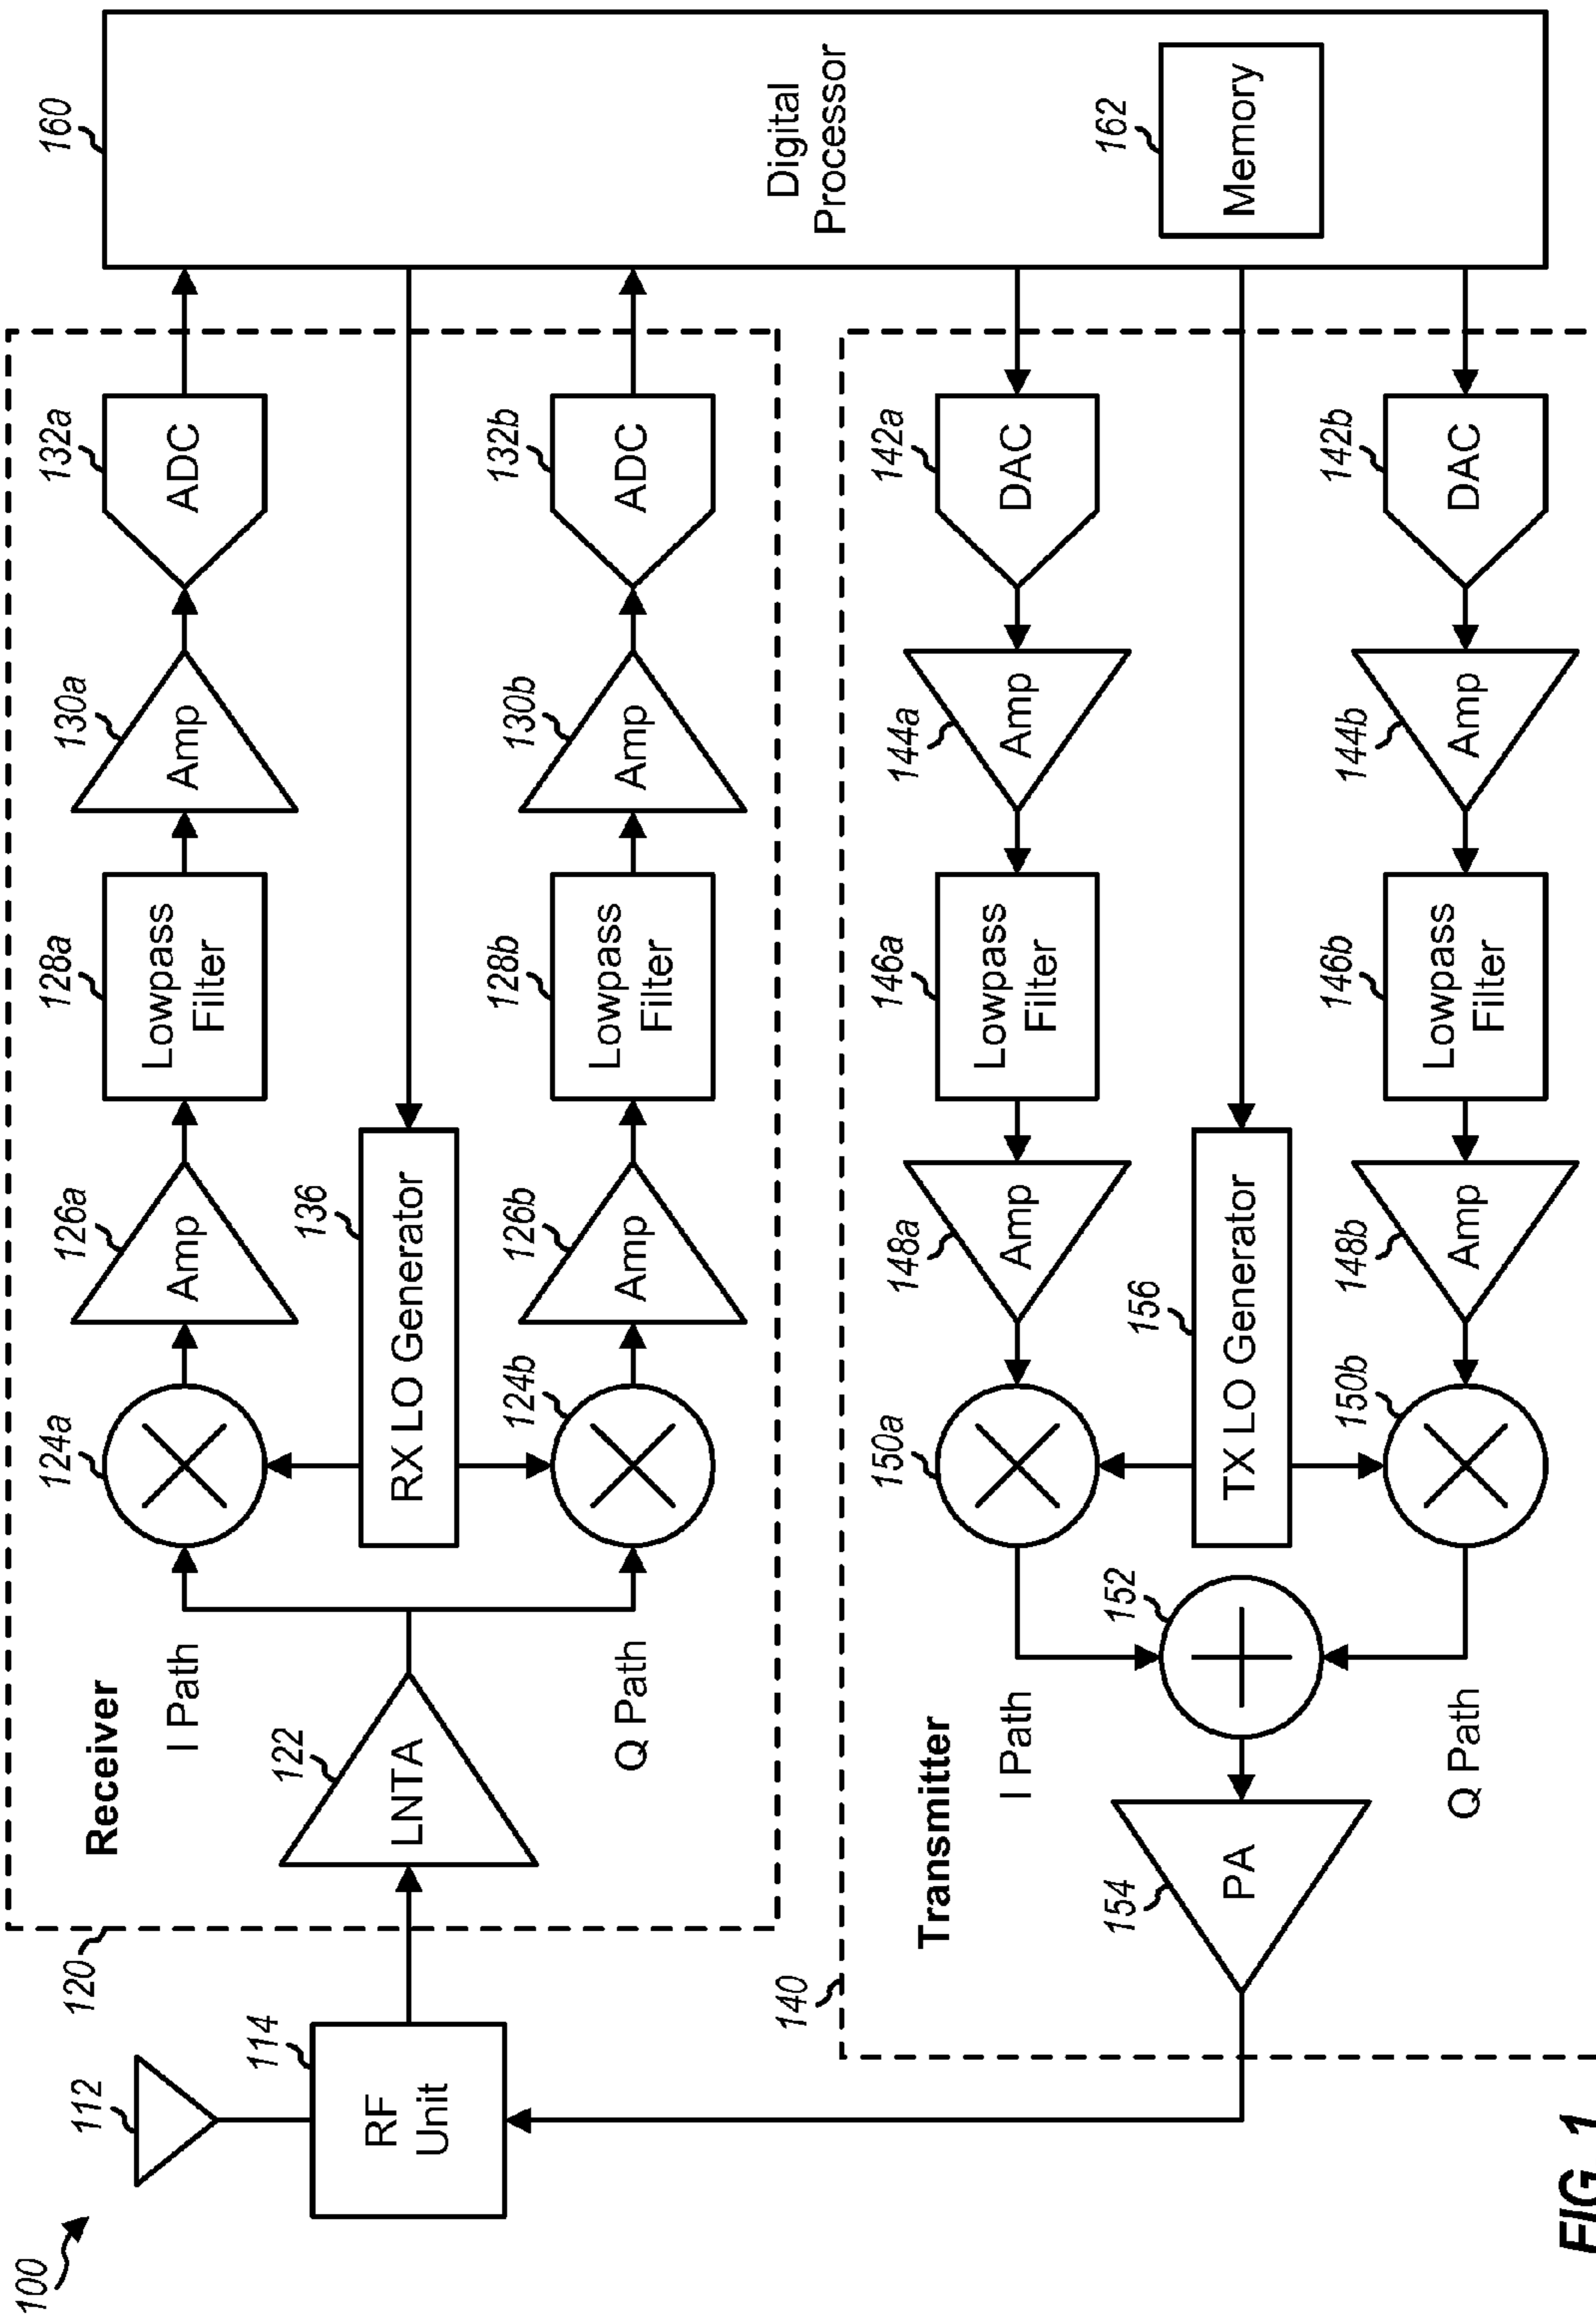 100
112
114
RF
Unit
120
Receiver
I Path
Q Path
122
LNTA
124a
124b
136
RX LO Generator
126a
Amp
126b
Amp
128a
Lowpass
Filter
128b
Lowpass
Filter
130a
Amp
130b
Amp
132a
ADC
132b
ADC
160
Digital
Processor
162
Memory
140
Transmitter
I Path
Q Path
154
PA
152
150a
150b
156
TX LO Generator
148a
Amp
148b
Amp
146a
Lowpass
Filter
146b
Lowpass
Filter
144a
Amp
144b
Amp
142a
DAC
142b
DAC
FIG. 1